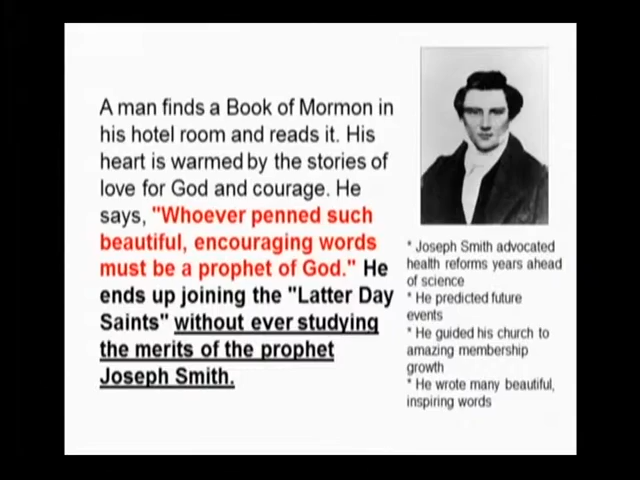 A man finds a Book of Mormon in
his hotel room and reads it. His
heart is warmed by the stories of
love for God and courage. He
says, "Whoever penned such
beautiful, encouraging words
must be a prophet of God." He
ends up joining the "Latter Day
Saints" without ever studying
the merits of the prophet
Joseph Smith.
* Joseph Smith advocated
health reforms years ahead
of science
* He predicted future
events
* He guided his church to
amazing membership
growth
* He wrote many beautiful,
inspiring words